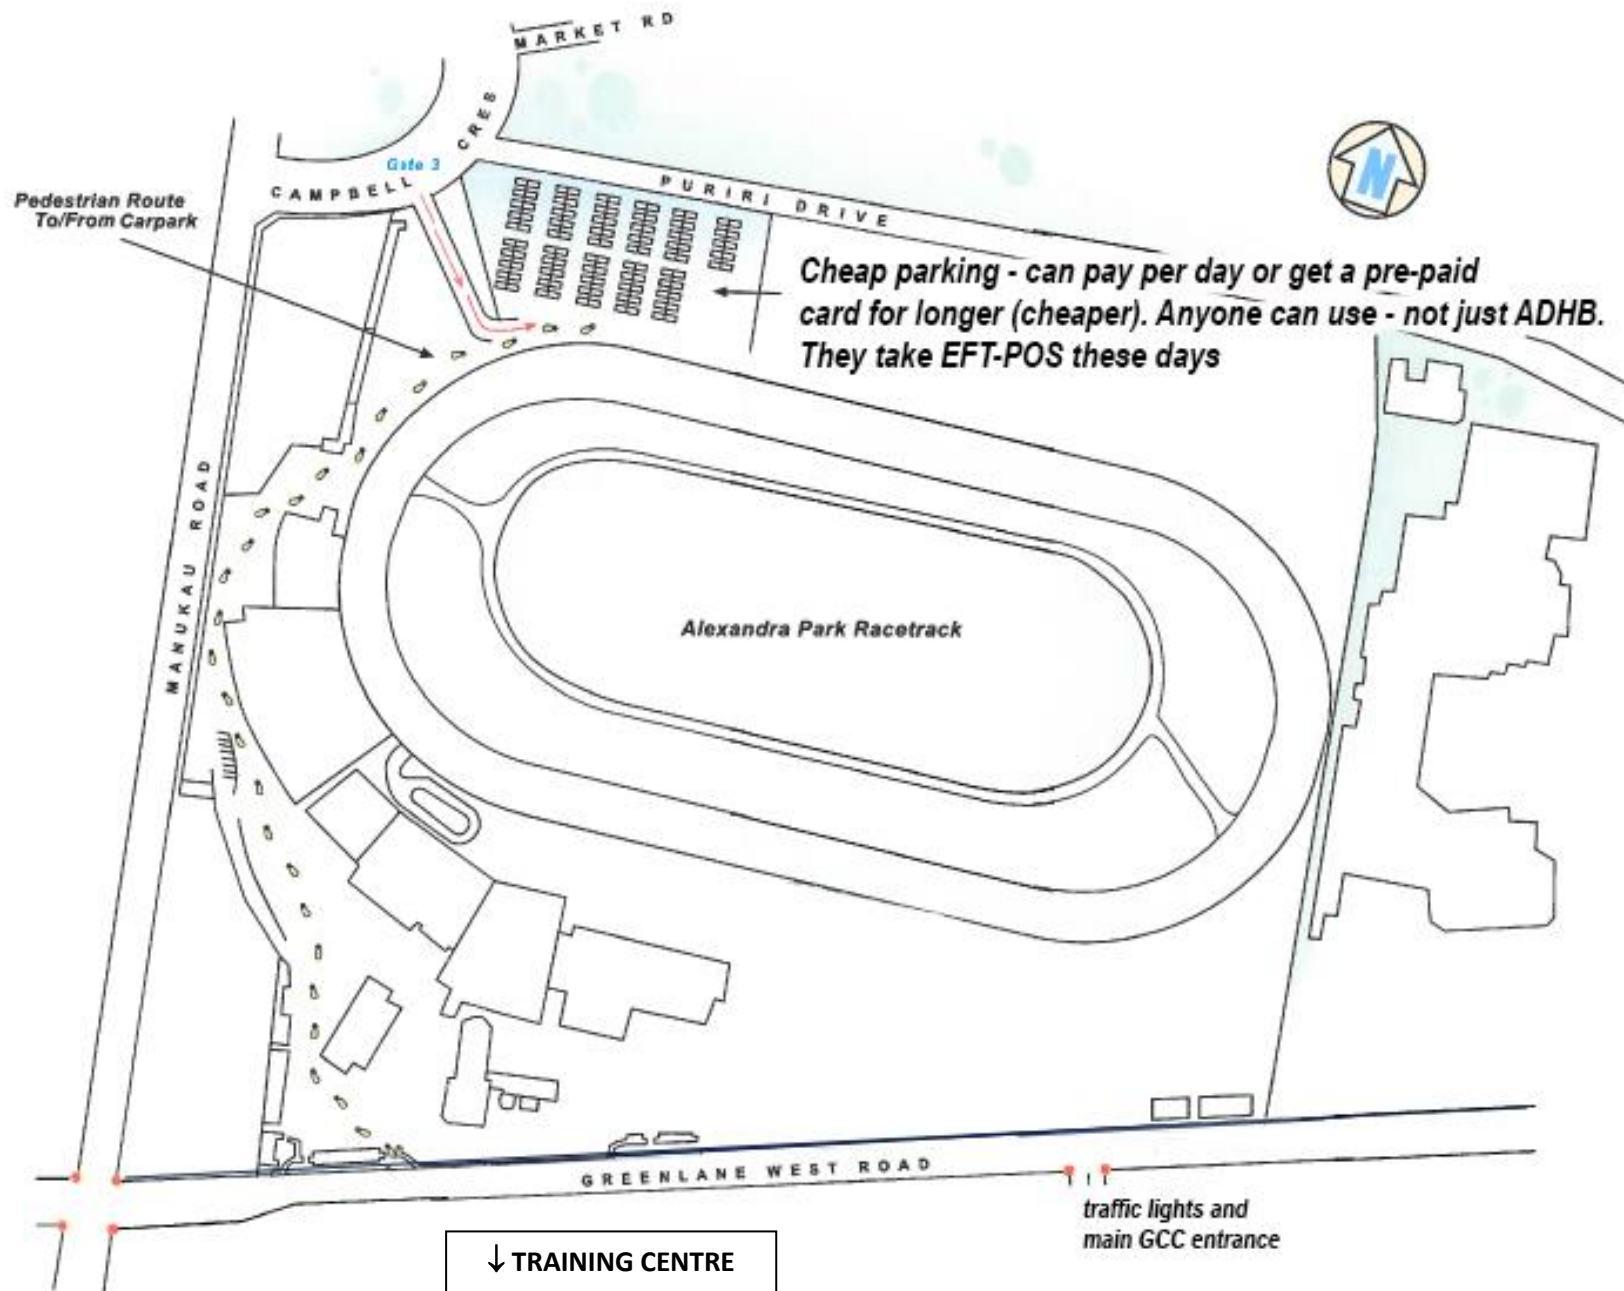 MARKET RD
CRES
Gate 3
CAMPBELL
PURIRI DRIVE
Pedestrian Route
To/From Carpark
N
Cheap parking - can pay per day or get a pre-paid
card for longer (cheaper). Anyone can use - not just ADHB.
They take EFT-POS these days
MANUKAU ROAD
Alexandra Park Racetrack
GREENLANE WEST ROAD
traffic lights and
main GCC entrance
↓ TRAINING CENTRE